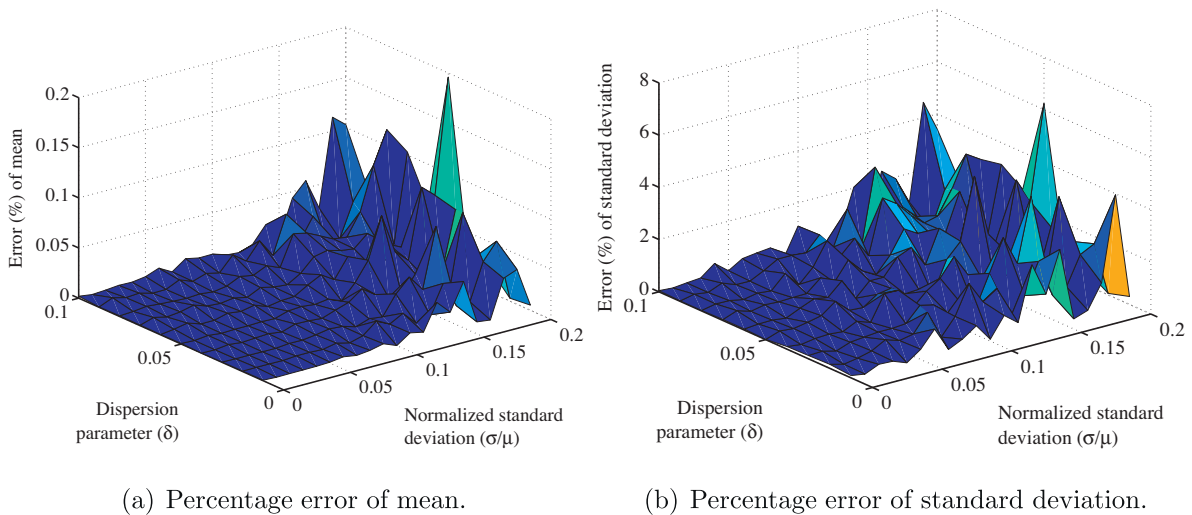 Error (%) of mean
0.2
0.15
0.1
0.05
0
0.1
0.05
0
0
0.05
0.1
0.15
0.2
Dispersion
parameter (δ)
Normalized standard
deviation (σ/μ)
(a) Percentage error of mean.
Error (%) of standard deviation
8
6
4
2
0
0.1
0.05
0
0
0.05
0.1
0.15
0.2
Dispersion
parameter (δ)
Normalized standard
deviation (σ/μ)
(b) Percentage error of standard deviation.